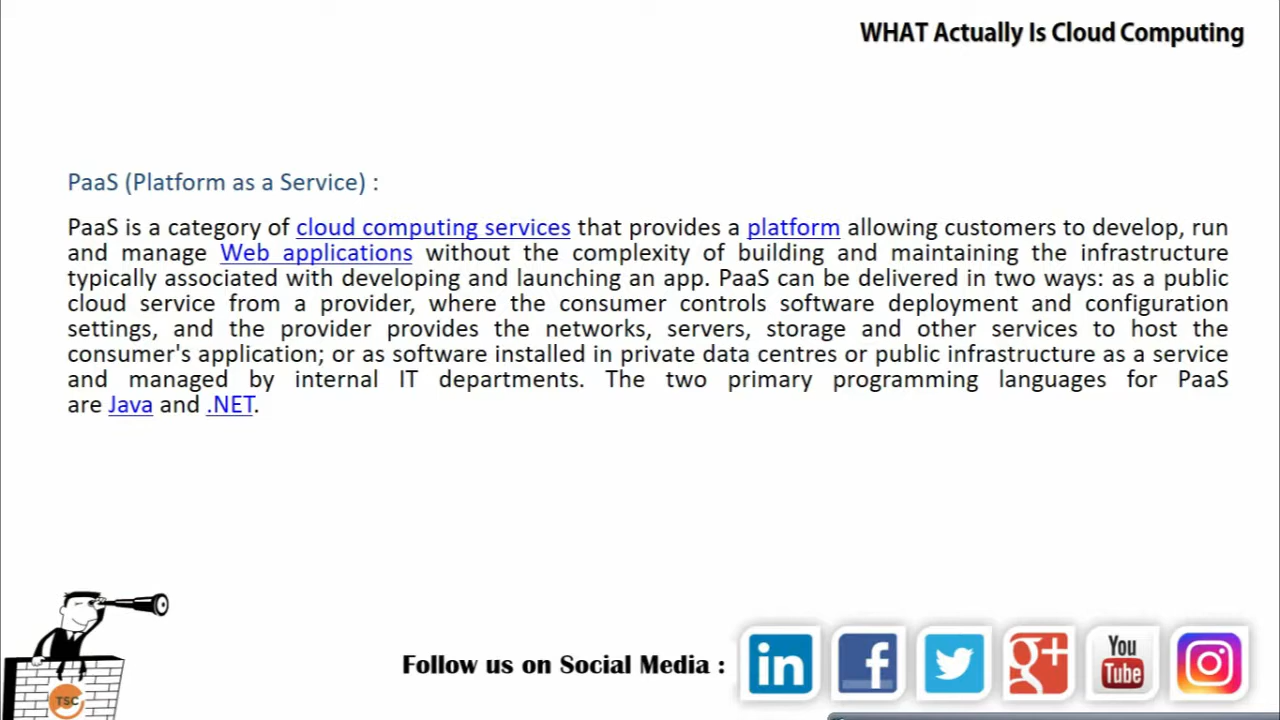 WHAT Actually Is Cloud Computing
PaaS (Platform as a Service) :
PaaS is a category of cloud computing services that provides a platform allowing customers to develop, run
and manage Web applications without the complexity of building and maintaining the infrastructure
typically associated with developing and launching an app. PaaS can be delivered in two ways: as a public
cloud service from a provider, where the consumer controls software deployment and configuration
settings, and the provider provides the networks, servers, storage and other services to host the
consumer's application; or as software installed in private data centres or public infrastructure as a service
and managed by internal IT departments. The two primary programming languages for PaaS
are Java and .NET.
TSC
Follow us on Social Media :
in
f
g+
You
Tube